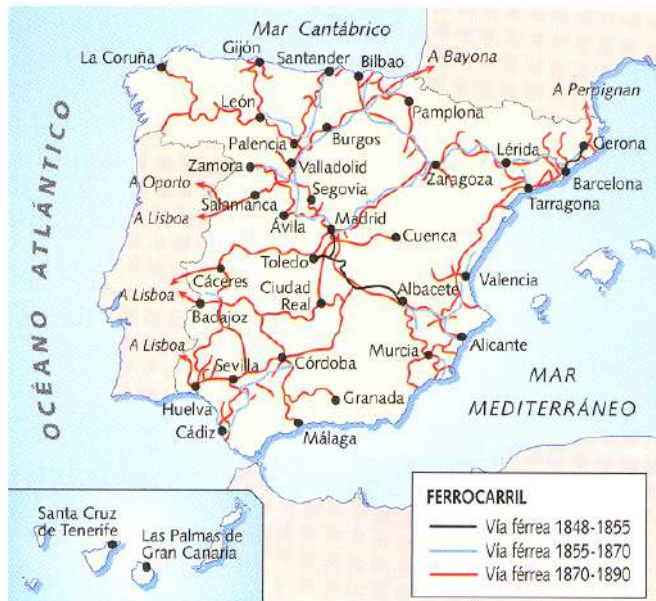 Mar Cantábrico
La Coruña
Gijón
Santander
Bilbao
A Bayona
A Perpignan
León
Pamplona
Burgos
Palencia
Lérida
Gerona
Zamora
Valladolid
A Oporto
Segovia
Zaragoza
Barcelona
Salamanca
Tarragona
A Lisboa
Ávila
Madrid
Cuenca
Toledo
Cáceres
Ciudad
Real
Albacete
Valencia
A Lisboa
Badajoz
A Lisboa
Sevilla
Córdoba
Murcia
Alicante
Granada
Huelva
Cádiz
Málaga
OCÉANO ATLÁNTICO
MAR
MEDITERRÁNEO
Santa Cruz
de Tenerife
Las Palmas de
Gran Canaria
FERROCARRIL
Vía férrea 1848-1855
Vía férrea 1855-1870
Vía férrea 1870-1890